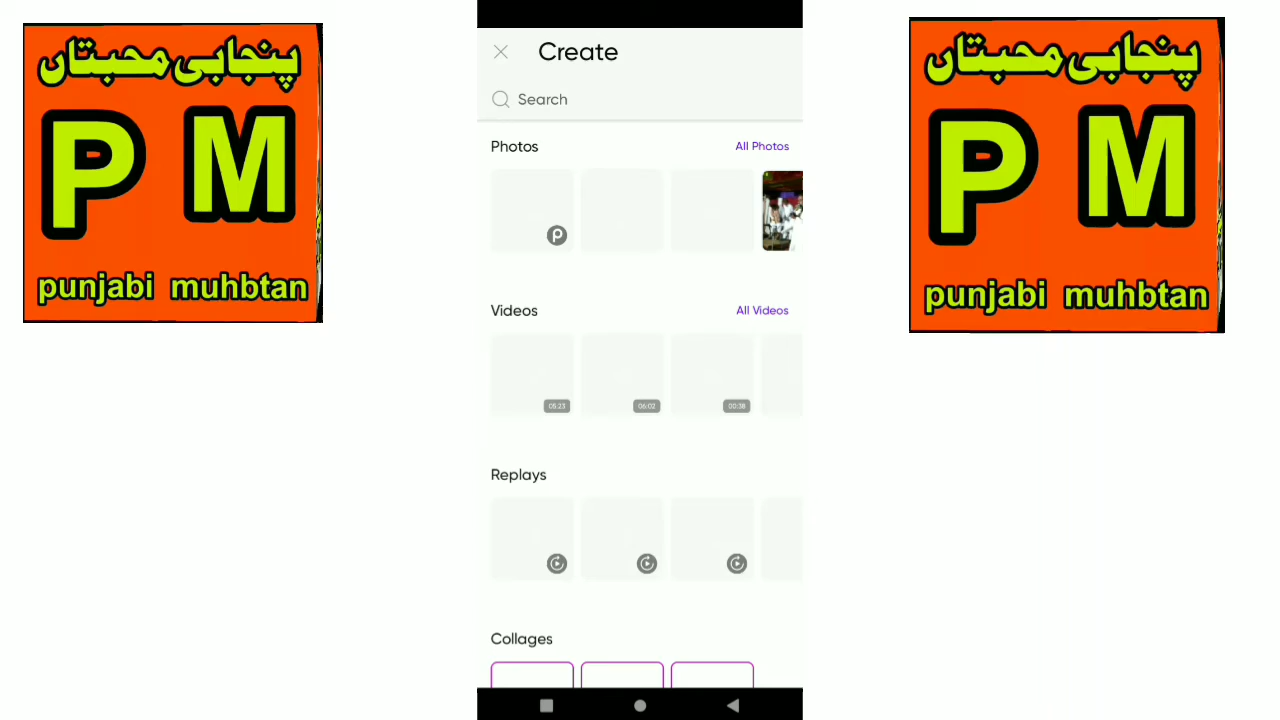 پنجابی محبتاں
P M
punjabi muhbtan
Create
Search
Photos
All Photos
Videos
All Videos
05:23
06:02
00:38
Replays
Collages
پنجابی محبتاں
P M
punjabi muhbtan